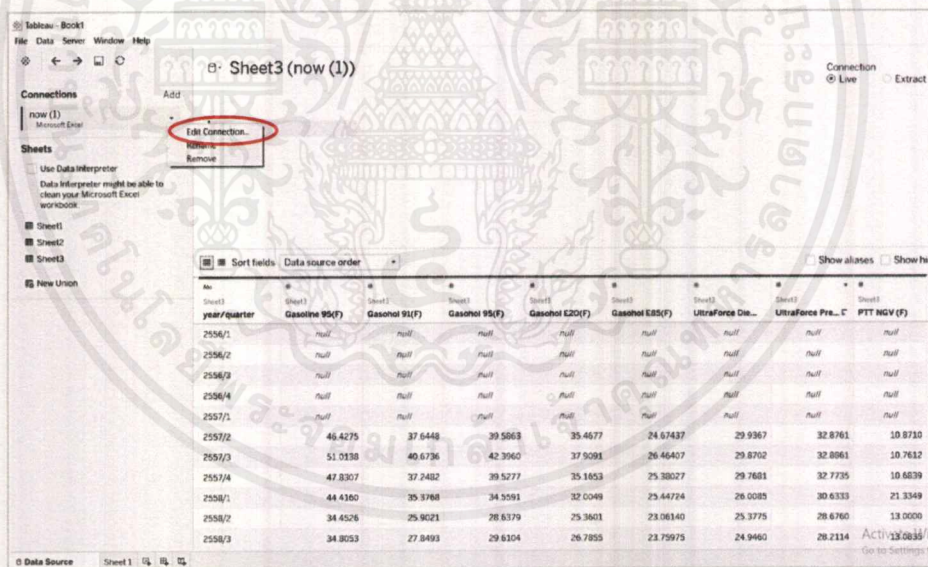 Tableau - Book1
File Data Server Window Help
Connections Add
now (1)
Microsoft Excel
Edit Connection...
Rename
Remove
Sheets
Use Data Interpreter
Data Interpreter might be able to
clean your Microsoft Excel
workbook.
Sheet1
Sheet2
Sheet3
New Union
Sheet3 (now (1))
Connection
Live Extract
Sort fields Data source order Show aliases Show hi
Sheet3 Sheet3 Sheet3 Sheet3 Sheet3 Sheet3 Sheet3 Sheet3 Sheet3
year/quarter Gasoline 95(F) Gasohol 91(F) Gasohol 95(F) Gasohol E20(F) Gasohol E85(F) UltraForce Die... UltraForce Pre... PTT NGV (F)
2556/1 null null null null null null null null
2556/2 null null null null null null null null
2556/3 null null null null null null null null
2556/4 null null null null null null null null
2557/1 null null null null null null null null
2557/2 46.4275 37.6448 39.5863 35.4677 24.67437 29.9367 32.8761 10.8710
2557/3 51.0138 40.6736 42.3960 37.9091 26.46407 29.8702 32.8861 10.7612
2557/4 47.8307 37.2482 39.5277 35.1653 25.38027 29.7681 32.7735 10.6839
2558/1 44.4160 35.3768 34.5591 32.0049 25.44724 26.0085 30.6333 21.3349
2558/2 34.4526 25.9021 28.6379 25.3601 23.06140 25.3775 28.6760 13.0000
2558/3 34.8053 27.8493 29.6104 26.7855 23.75975 24.9460 28.2114
Go to Settings
Data Source Sheet 1